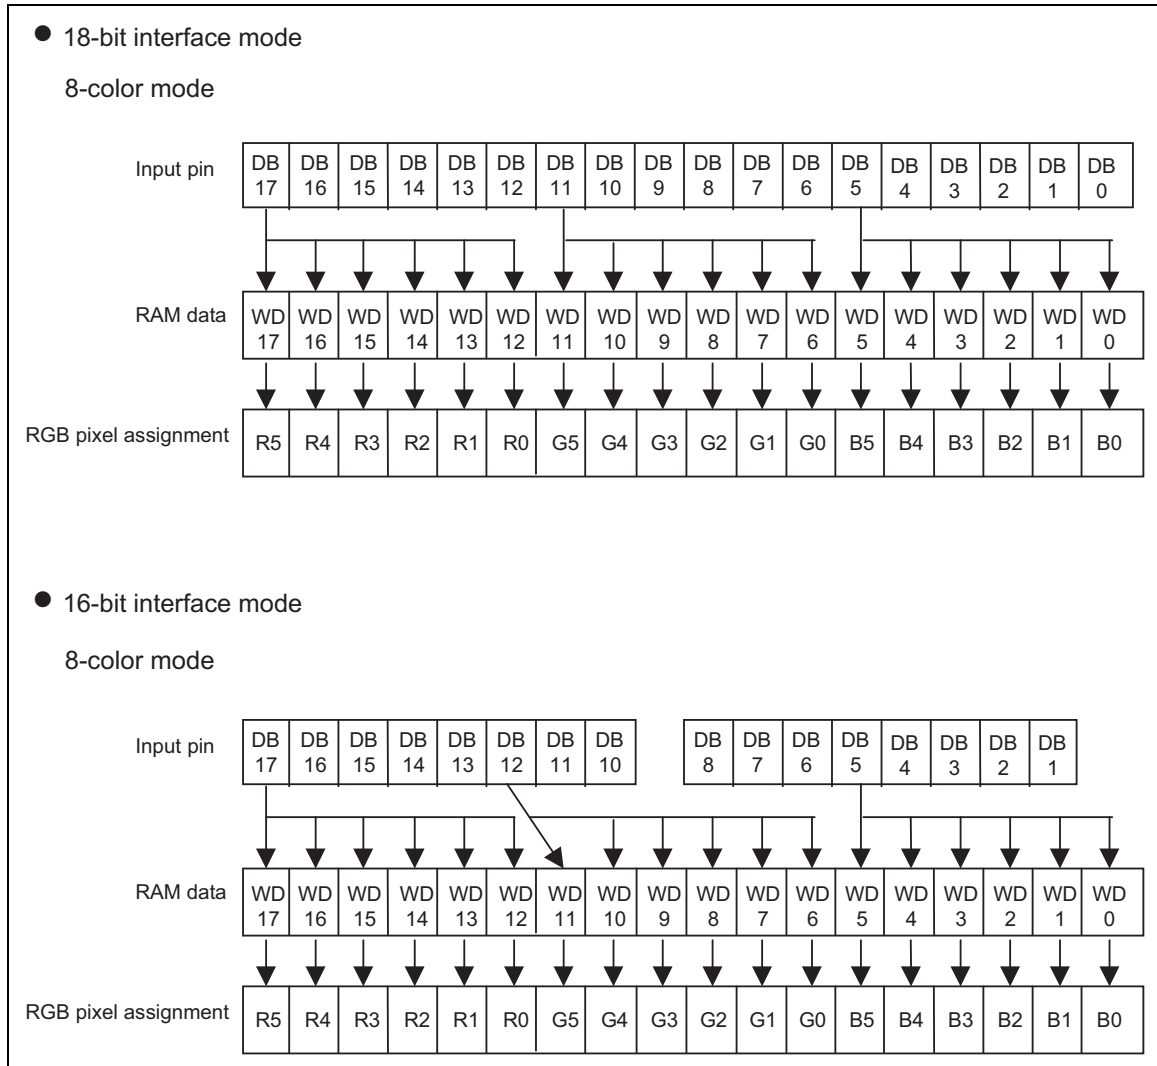 ● 18-bit interface mode
8-color mode
Input pin DB 17 DB 16 DB 15 DB 14 DB 13 DB 12 DB 11 DB 10 DB 9 DB 8 DB 7 DB 6 DB 5 DB 4 DB 3 DB 2 DB 1 DB 0
RAM data WD 17 WD 16 WD 15 WD 14 WD 13 WD 12 WD 11 WD 10 WD 9 WD 8 WD 7 WD 6 WD 5 WD 4 WD 3 WD 2 WD 1 WD 0
RGB pixel assignment R5 R4 R3 R2 R1 R0 G5 G4 G3 G2 G1 G0 B5 B4 B3 B2 B1 B0
● 16-bit interface mode
8-color mode
Input pin DB 17 DB 16 DB 15 DB 14 DB 13 DB 12 DB 11 DB 10 DB 8 DB 7 DB 6 DB 5 DB 4 DB 3 DB 2 DB 1
RAM data WD 17 WD 16 WD 15 WD 14 WD 13 WD 12 WD 11 WD 10 WD 9 WD 8 WD 7 WD 6 WD 5 WD 4 WD 3 WD 2 WD 1 WD 0
RGB pixel assignment R5 R4 R3 R2 R1 R0 G5 G4 G3 G2 G1 G0 B5 B4 B3 B2 B1 B0